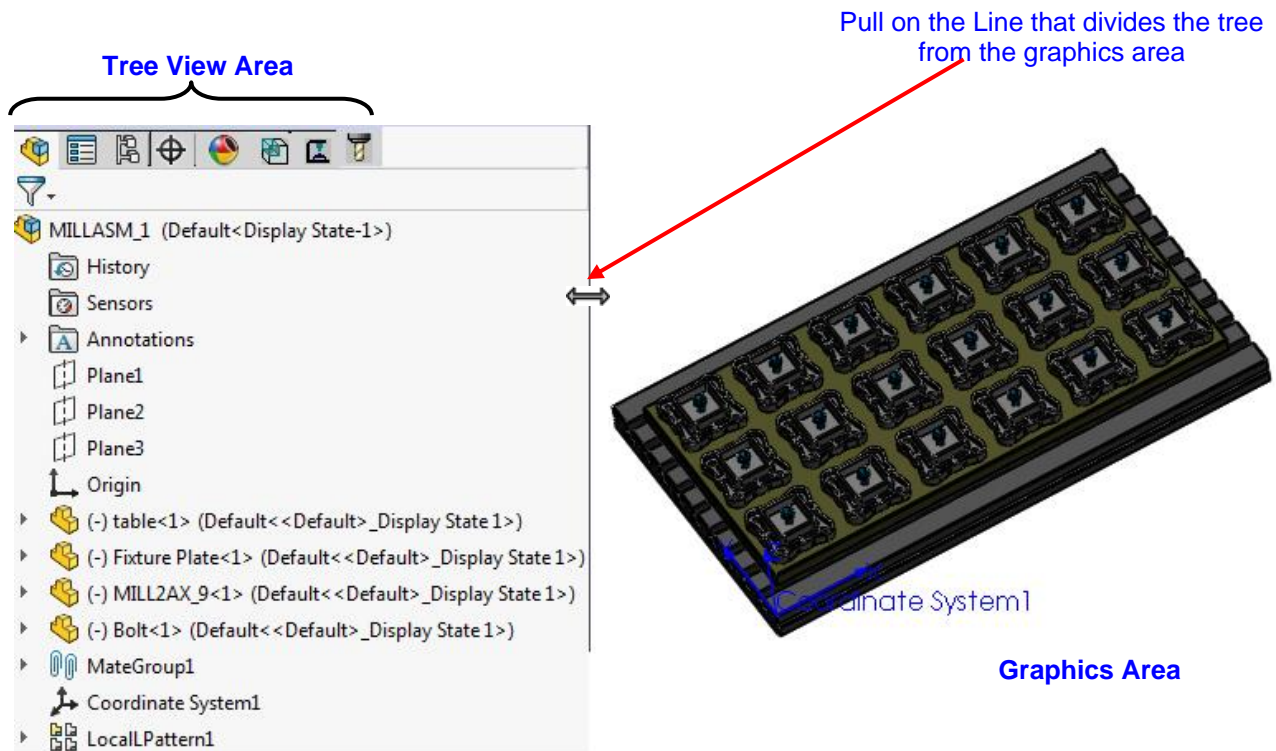 Pull on the Line that divides the tree
from the graphics area
Tree View Area
MILLASM_1 (Default<Display State-1>)
History
Sensors
A Annotations
Plane1
Plane2
Plane3
Origin
(-) table<1> (Default<<Default>_Display State 1>)
(-) Fixture Plate<1> (Default<<Default>_Display State 1>)
(-) MILL2AX_9<1> (Default<<Default>_Display State 1>)
(-) Bolt<1> (Default<<Default>_Display State 1>)
MateGroup1
Coordinate System1
LocalLPattern1
Coordinate System1
Graphics Area